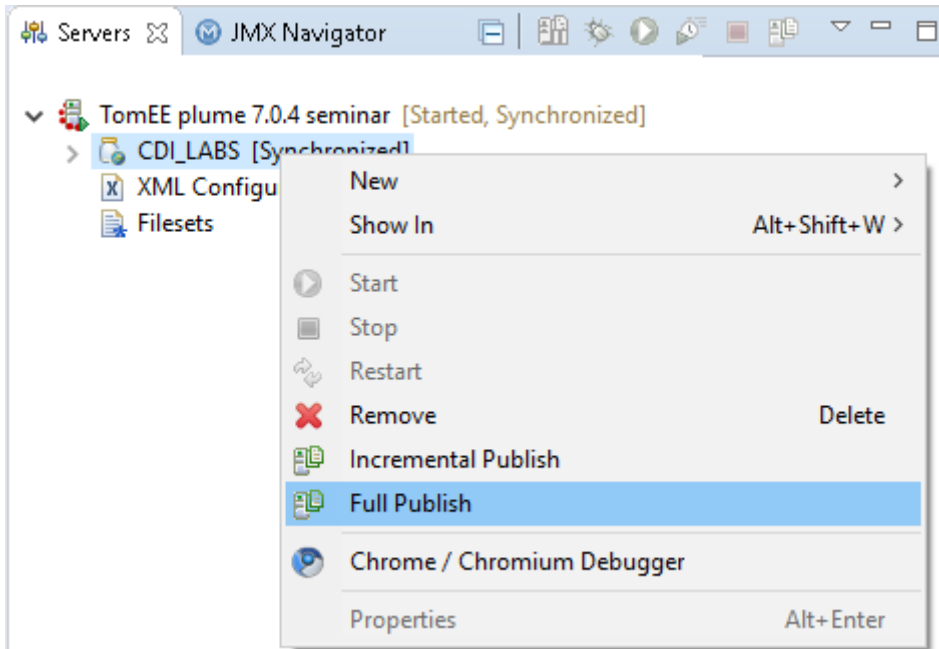 Servers JMX Navigator
TomEE plume 7.0.4 seminar [Started, Synchronized]
CDI_LABS [Synchronized]
XML Configu
Filesets
New
Show In Alt+Shift+W
Start
Stop
Restart
Remove Delete
Incremental Publish
Full Publish
Chrome / Chromium Debugger
Properties Alt+Enter